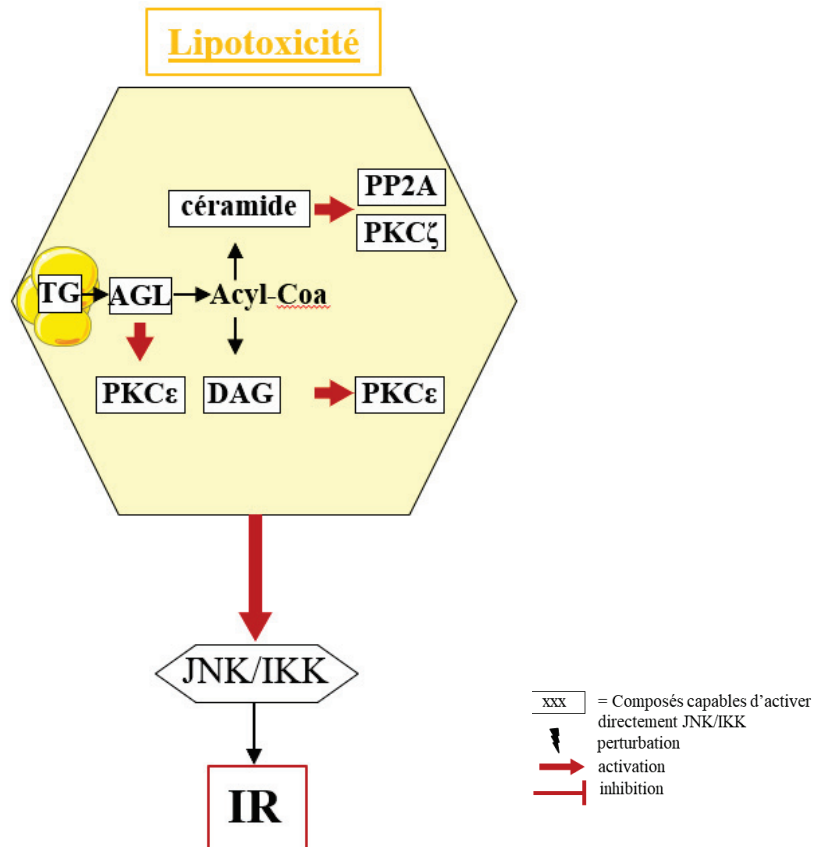 Lipotoxicité
PP2A
céramide
PKCζ
TG
AGL
Acyl-Coa
PKCε
DAG
PKCε
JNK/IKK
IR
xxx
= Composés capables d’activer
directement JNK/IKK
perturbation
activation
inhibition